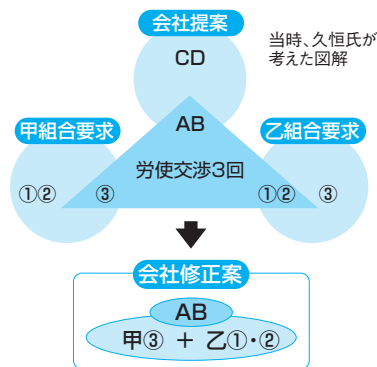 会社提案
当時、久恒氏が
考えた図解
CD
AB
甲組合要求
乙組合要求
労使交渉3回
①② ③ ①② ③
会社修正案
AB
甲③ + 乙①・②